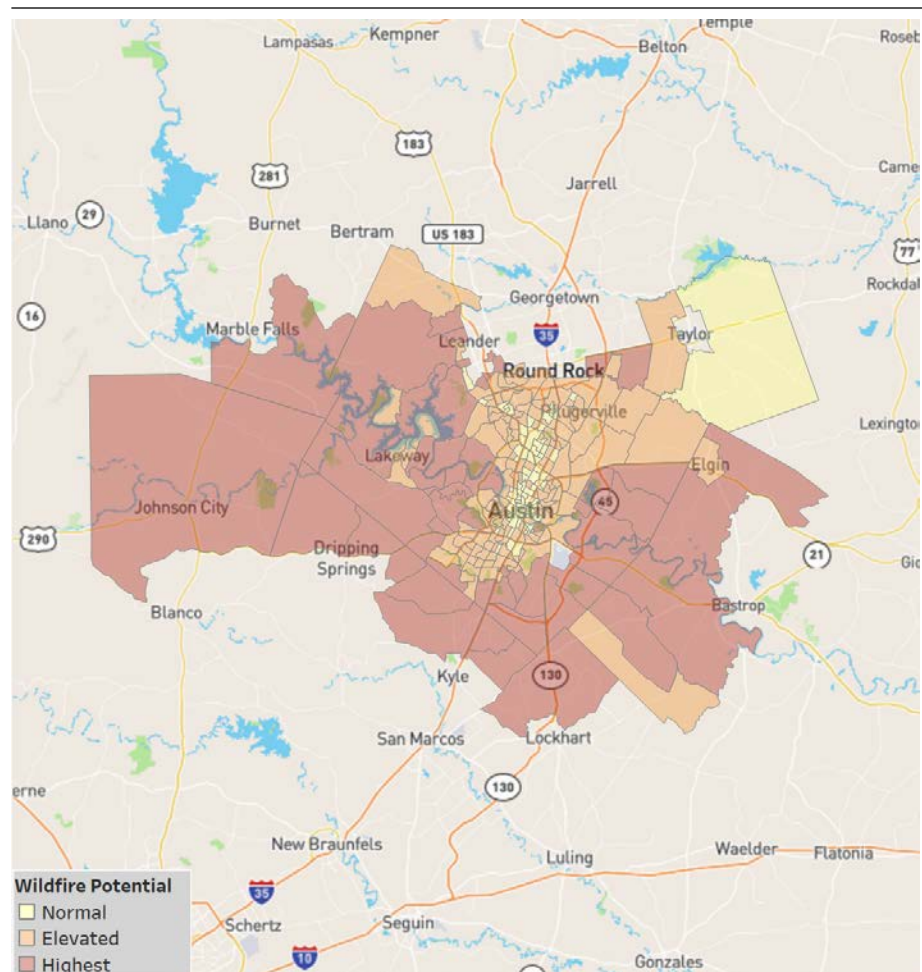 Temple
Kempner
Lampasas
Belton
Roseb
183
Came
281
Jarrell
Llano
29
Burnet
Bertram
US 183
77
Rockdal
Georgetown
16
Marble Falls
35
Taylor
Leander
Round Rock
Pflugerville
Lexington
Lakeway
Elgin
Johnson City
Austin
45
290
Dripping
Springs
21
Gid
Blanco
Bastrop
Kyle
130
San Marcos
Lockhart
130
New Braunfels
Waelder
Luling
Flatonia
erne
Wildfire Potential
Normal
Elevated
Highest
35
Schertz
Seguin
10
Gonzales